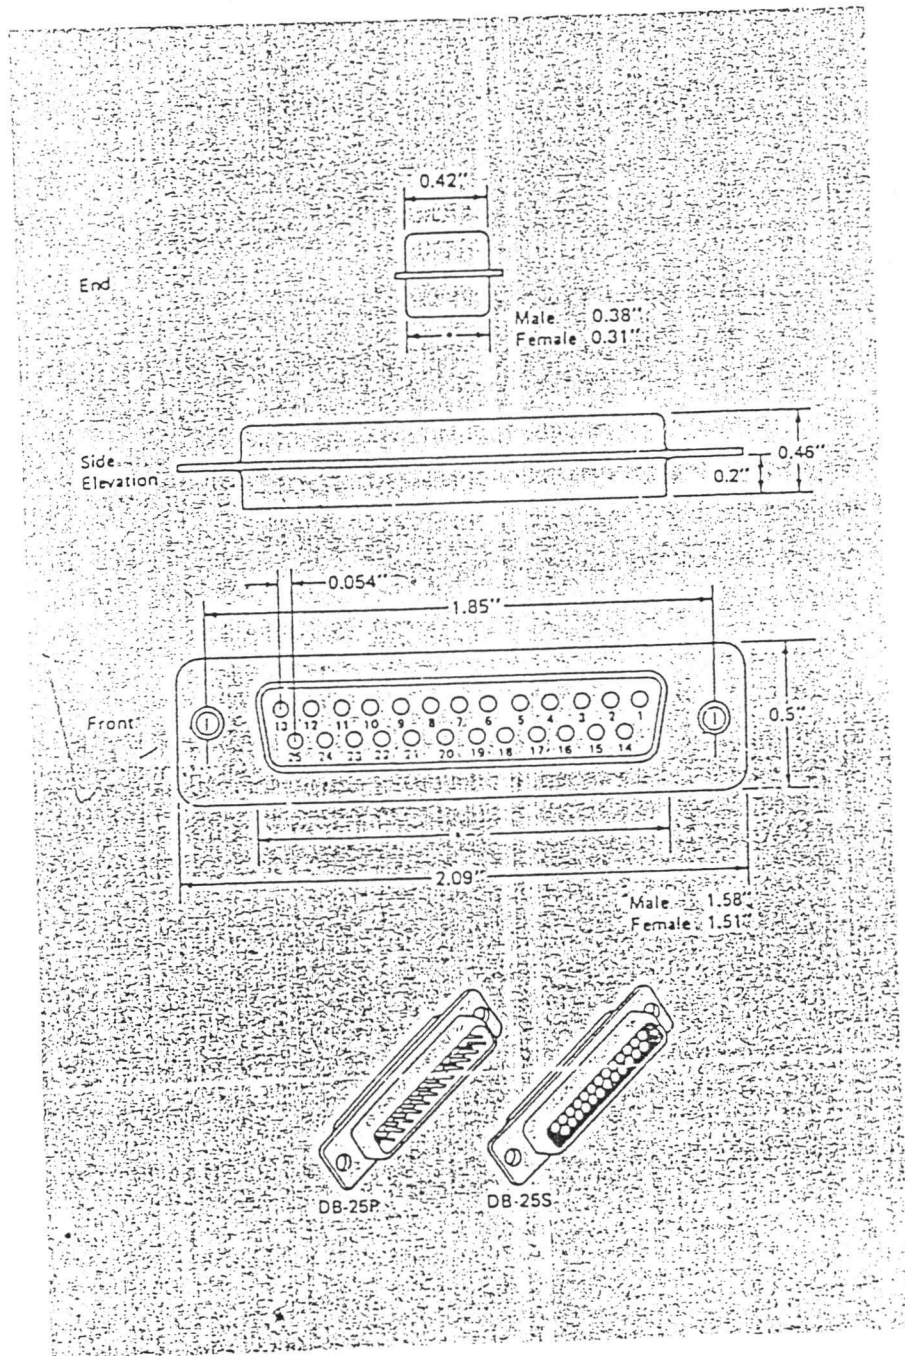 0.42"
End
Male 0.38"
Female 0.31"
Side
Elevation
0.46"
0.2"
0.054"
1.85"
Front
13 12 11 10 9 8 7 6 5 4 3 2 1
25 24 23 22 21 20 19 18 17 16 15 14
0.5"
*
2.09"
Male 1.58"
Female 1.51"
DB-25P
DB-25S